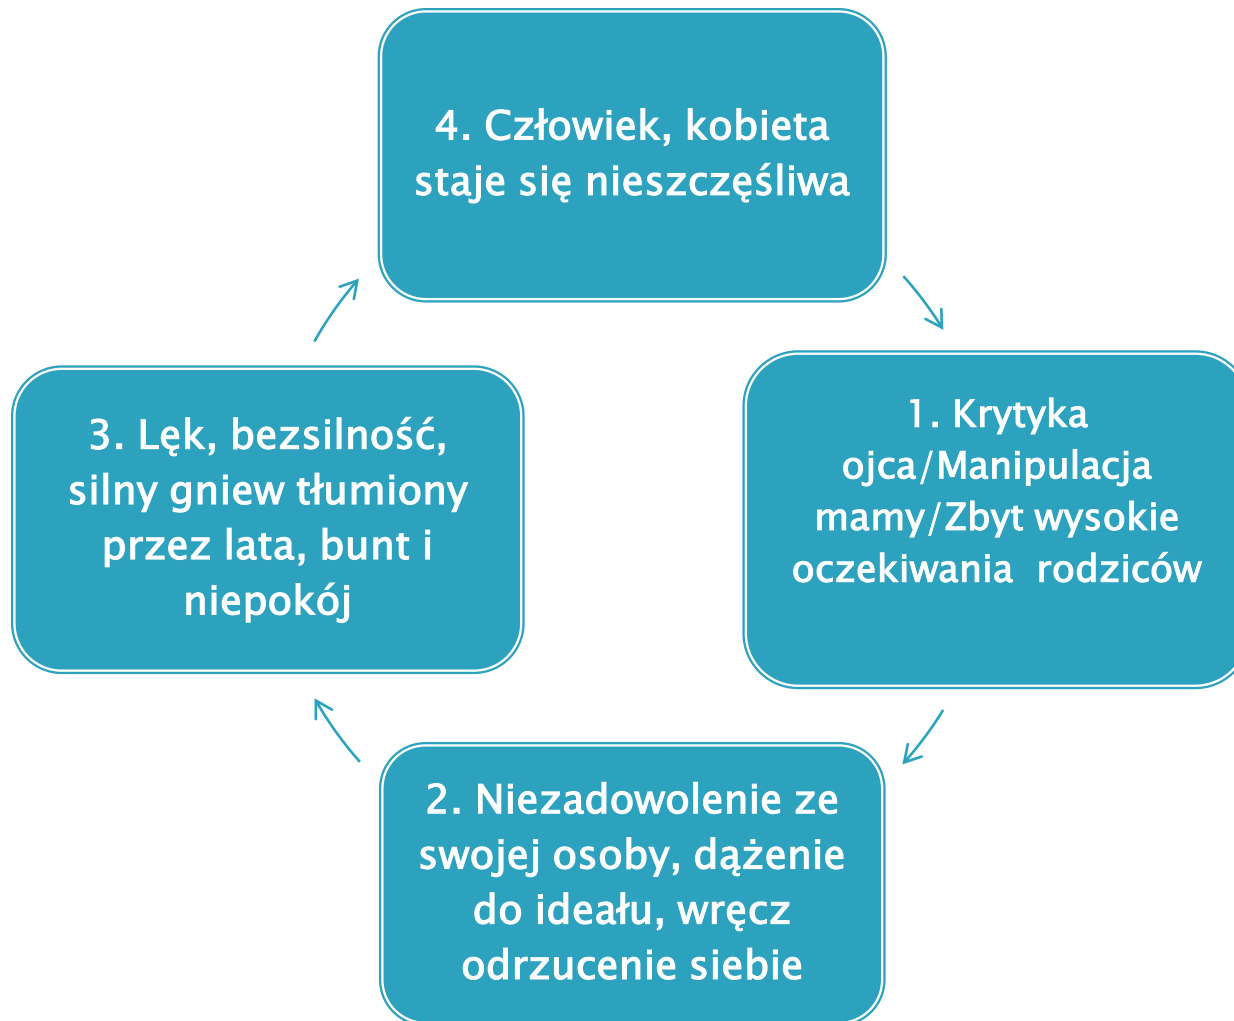 4. Człowiek, kobieta
staje się nieszczęśliwa
1. Krytyka
ojca/Manipulacja
mamy/Zbyt wysokie
oczekiwania  rodziców
2. Niezadowolenie ze
swojej osoby, dążenie
do ideału, wręcz
odrzucenie siebie
3. Lęk, bezsilność,
silny gniew tłumiony
przez lata, bunt i
niepokój